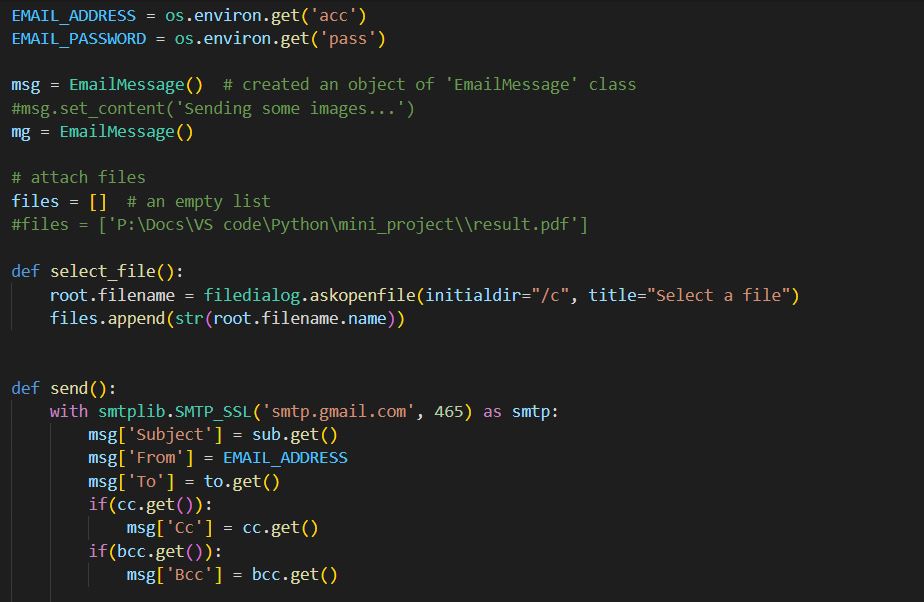 EMAIL_ADDRESS = os.environ.get('acc')
EMAIL_PASSWORD = os.environ.get('pass')
msg = EmailMessage()  # created an object of 'EmailMessage' class
#msg.set_content('Sending some images...')
mg = EmailMessage()
# attach files
files = []  # an empty list
#files = ['P:\Docs\VS code\Python\mini_project\\result.pdf']
def select_file():
    root.filename = filedialog.askopenfile(initialdir="/c", title="Select a file")
    files.append(str(root.filename.name))
def send():
    with smtplib.SMTP_SSL('smtp.gmail.com', 465) as smtp:
        msg['Subject'] = sub.get()
        msg['From'] = EMAIL_ADDRESS
        msg['To'] = to.get()
        if(cc.get()):
            msg['Cc'] = cc.get()
        if(bcc.get()):
            msg['Bcc'] = bcc.get()